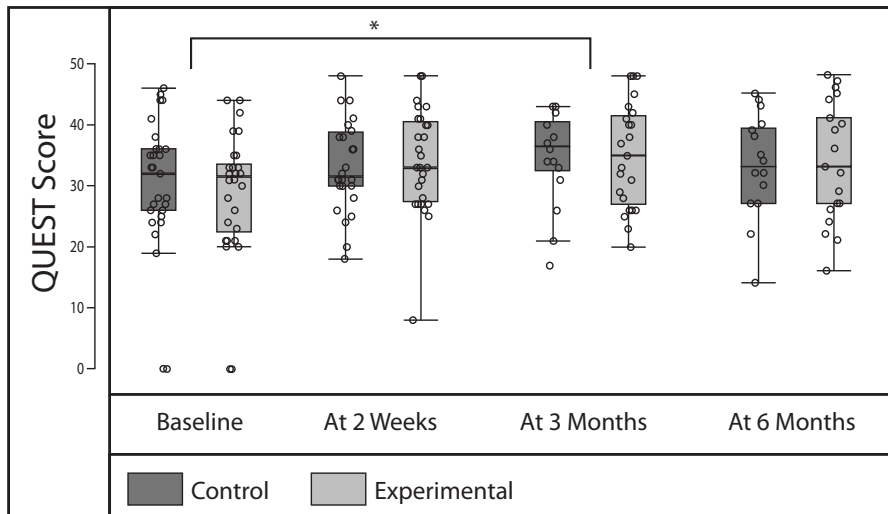 *
QUEST Score
50
40
30
20
10
0
Baseline At 2 Weeks At 3 Months At 6 Months
Control Experimental